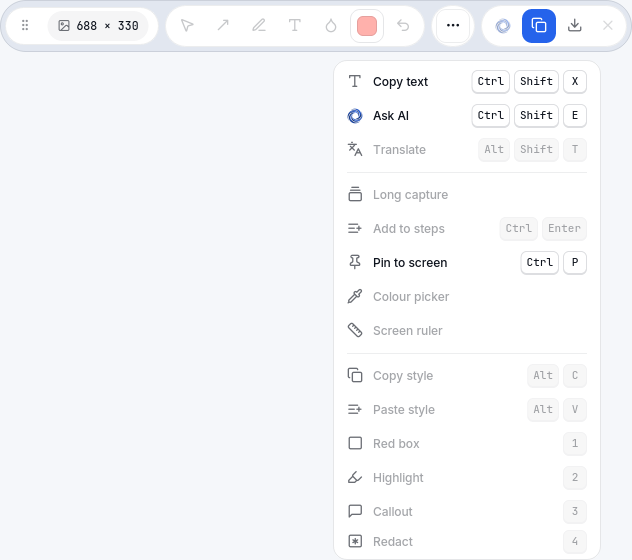 688 × 330
Copy text Ctrl Shift X
Ask AI Ctrl Shift E
Translate Alt Shift T
Long capture
Add to steps Ctrl Enter
Pin to screen Ctrl P
Colour picker
Screen ruler
Copy style Alt C
Paste style Alt V
Red box 1
Highlight 2
Callout 3
Redact 4